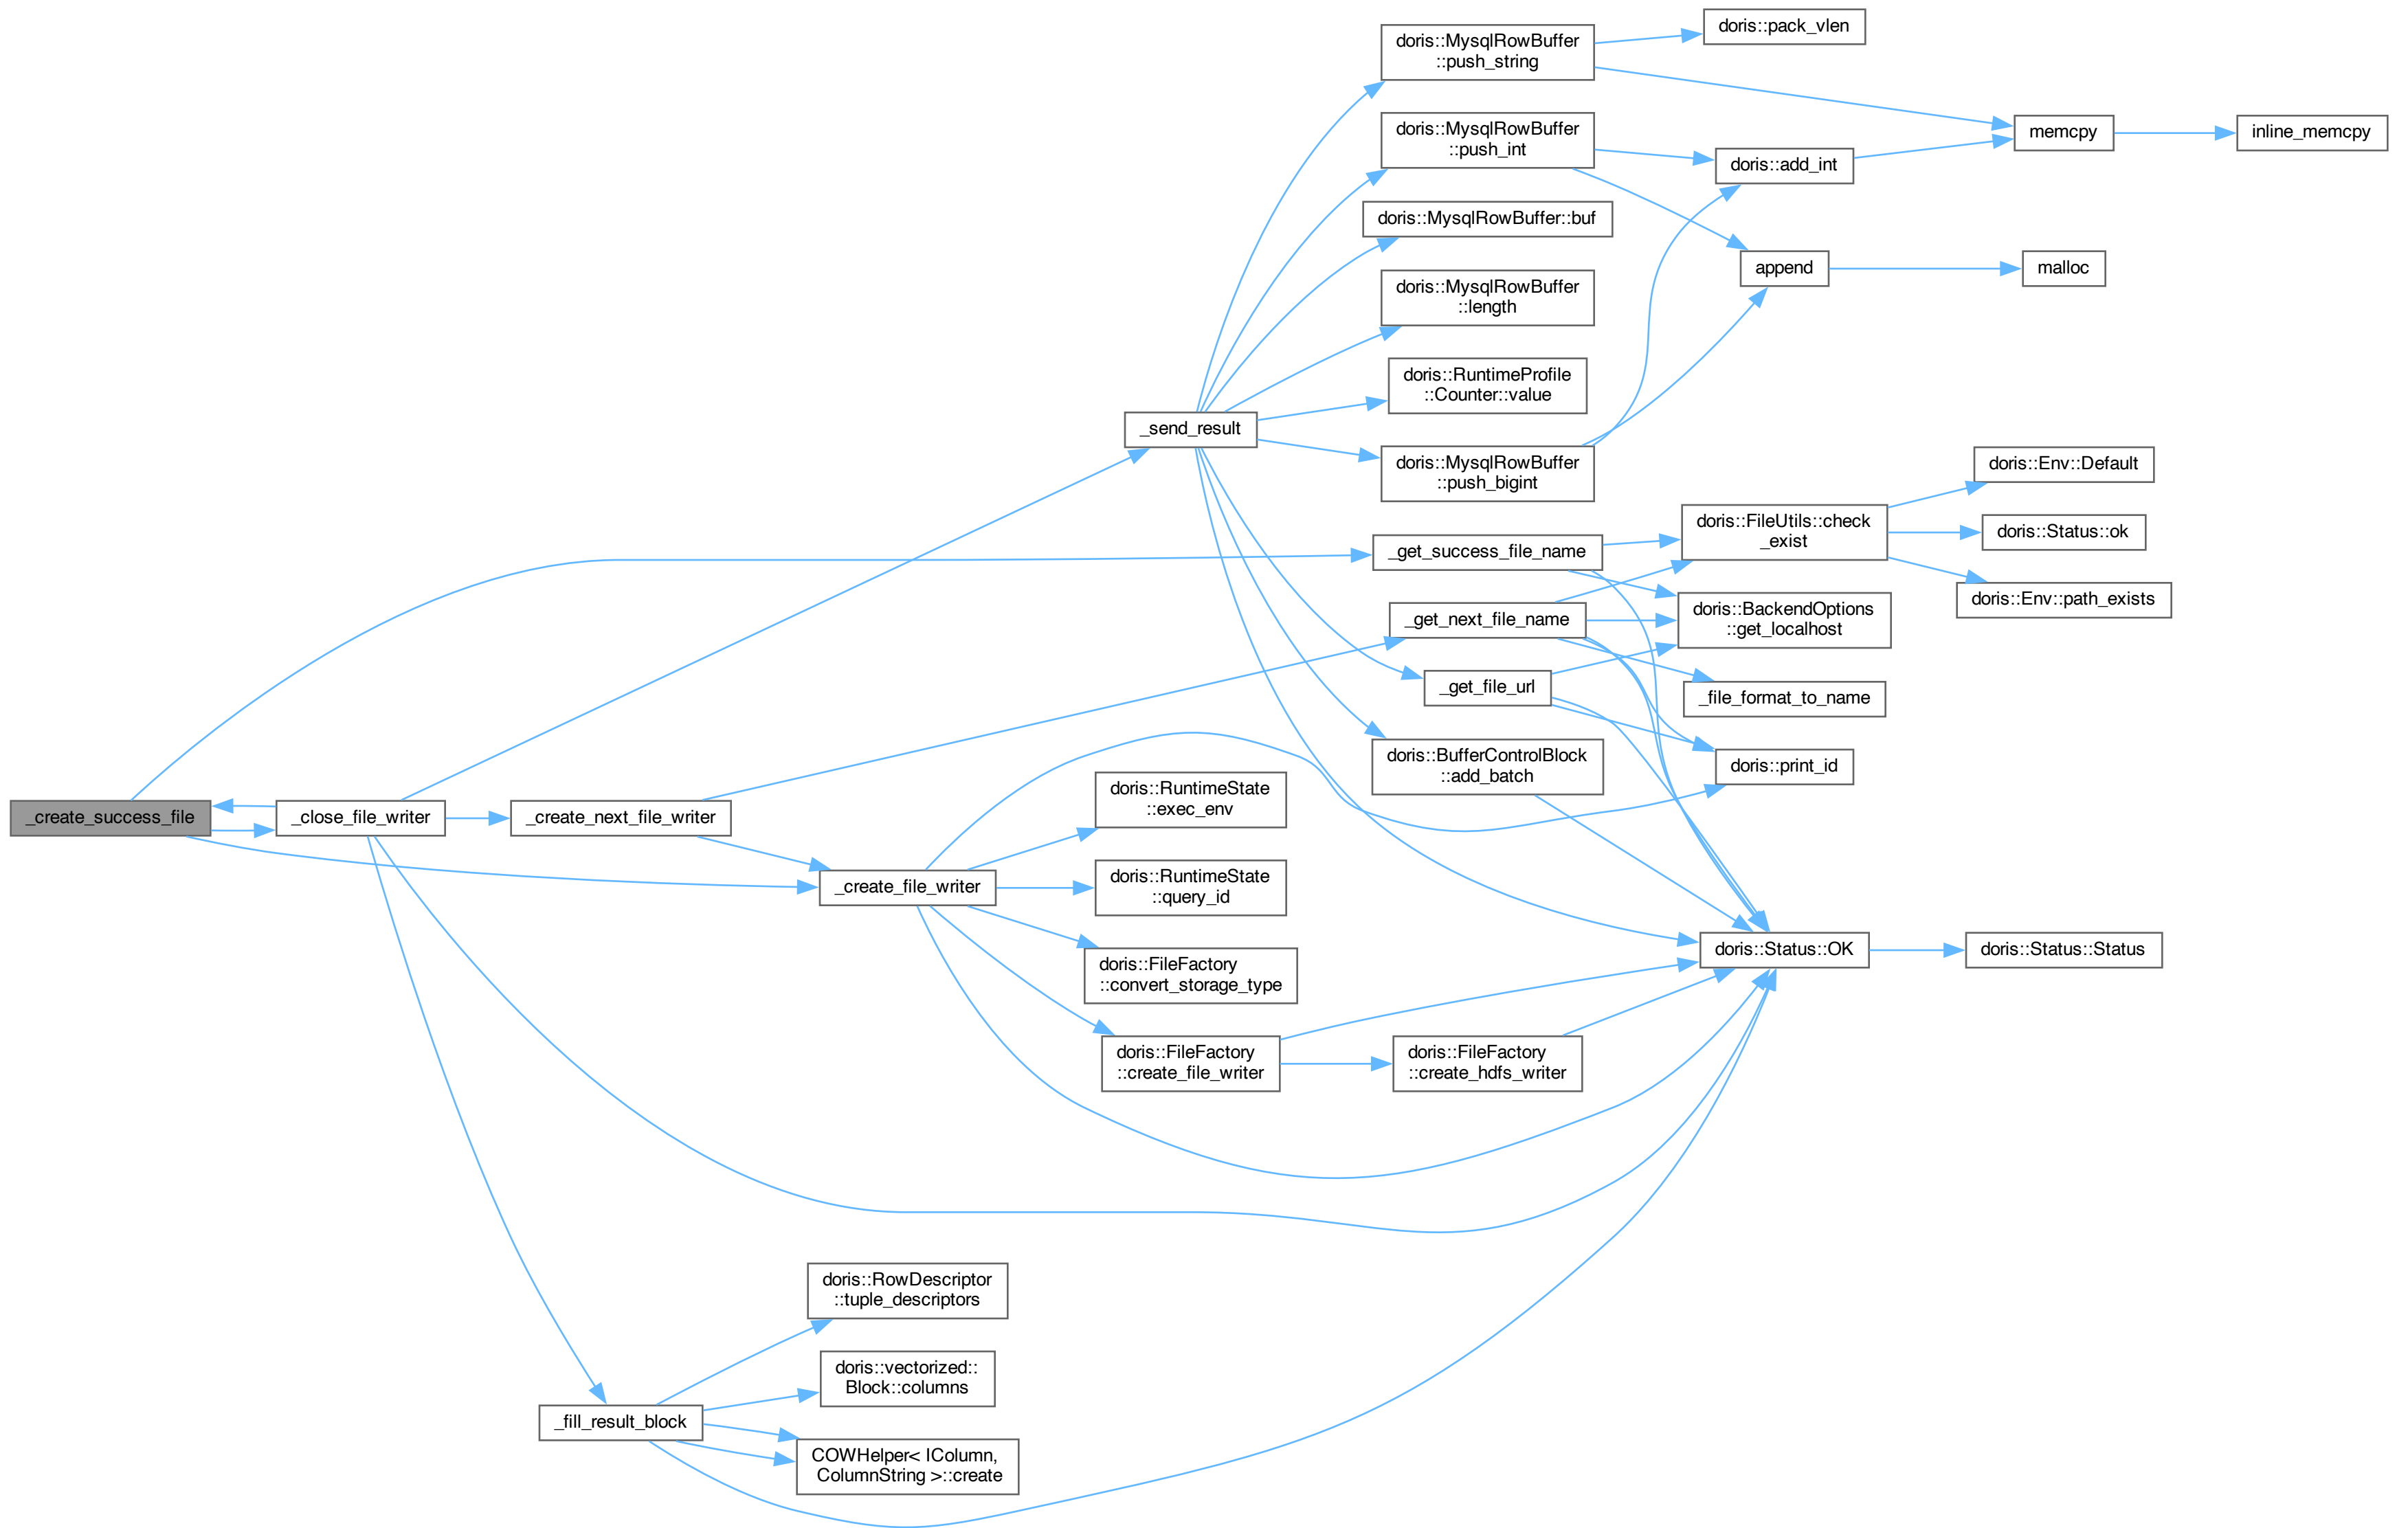 _create_success_file
_close_file_writer
_create_next_file_writer
_create_file_writer
_fill_result_block
doris::RuntimeState
::exec_env
doris::RuntimeState
::query_id
doris::FileFactory
::convert_storage_type
doris::FileFactory
::create_file_writer
doris::RowDescriptor
::tuple_descriptors
doris::vectorized::
Block::columns
COWHelper< IColumn,
ColumnString >::create
_send_result
doris::MysqlRowBuffer
::push_string
doris::MysqlRowBuffer
::push_int
doris::MysqlRowBuffer::buf
doris::MysqlRowBuffer
::length
doris::RuntimeProfile
::Counter::value
doris::MysqlRowBuffer
::push_bigint
_get_success_file_name
_get_next_file_name
_get_file_url
doris::BufferControlBlock
::add_batch
doris::FileFactory
::create_hdfs_writer
doris::pack_vlen
doris::add_int
append
doris::FileUtils::check
_exist
doris::BackendOptions
::get_localhost
_file_format_to_name
doris::print_id
doris::Status::OK
memcpy
malloc
doris::Env::Default
doris::Status::ok
doris::Env::path_exists
doris::Status::Status
inline_memcpy